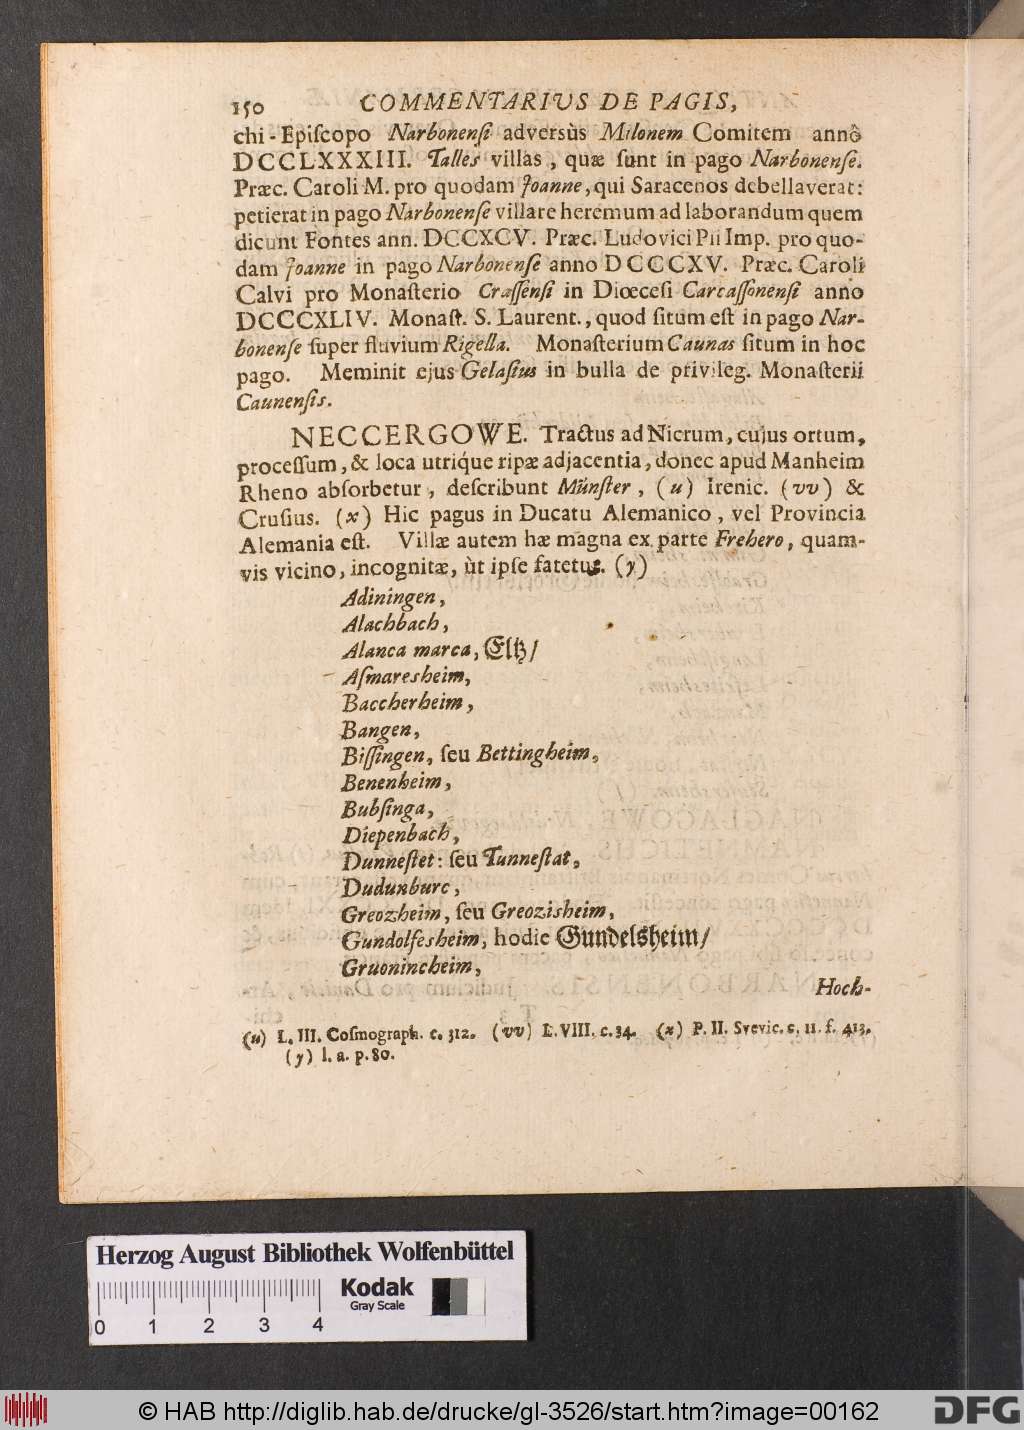 150 COMMENTARIVS DE PAGIS,
chi-Episcopo Narbonensi adversùs Milonem Comitem annô
DCCLXXXIII. Talles villas, quæ sunt in pago Narbonense.
Præc. Caroli M. pro quodam Joanne, qui Saracenos debellaverat:
petierat in pago Narbonense villare heremum ad laborandum quem
dicunt Fontes ann. DCCXCV. Præc. Ludovici Pii Imp. pro quo-
dam Joanne in pago Narbonense anno DCCCXV. Præc. Caroli
Calvi pro Monasterio Crassensi in Diœcesi Carcassonensi anno
DCCCXLIV. Monast. S. Laurent., quod situm est in pago Nar-
bonense super fluvium Rigella. Monasterium Caunas situm in hoc
pago. Meminit ejus Gelasius in bulla de privileg. Monasterii
Caunensis.
NECCERGOWE. Tractus ad Nicrum, cujus ortum,
processum, & loca utriq́ue ripæ adjacentia, donec apud Manheim
Rheno absorbetur, describunt Münster, (u) Irenic. (vv) &
Crusius. (x) Hic pagus in Ducatu Alemanico, vel Provincia
Alemania est. Villæ autem hæ magna ex parte Frehero, quam-
vis vicino, incognitæ, ùt ipse fatetur. (y)
Adiningen,
Alachbach,
Alanca marca, Eltz/
Asmaresheim,
Baccherheim,
Bangen,
Bissingen, seu Bettingheim,
Benenheim,
Bubsinga,
Diepenbach,
Dunnestet: seu Tunnestat,
Dudunburc,
Greozheim, seu Greozisheim,
Gundolfesheim, hodie Gundelsheim/
Gruonincheim,
Hoch-
(u) L. III. Cosmograph. c. 312. (vv) L. VIII. c. 34. (x) P. II. Svevic. c. 11. f. 413.
(y) l. a. p. 80.
Herzog August Bibliothek Wolfenbüttel
Kodak
Gray Scale
0 1 2 3 4
© HAB http://diglib.hab.de/drucke/gl-3526/start.htm?image=00162
DFG